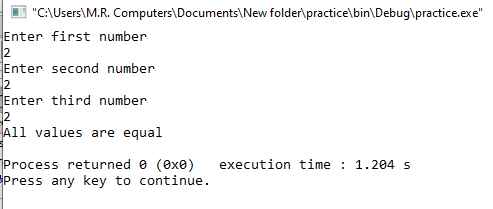 "C:\Users\M.R. Computers\Documents\New folder\practice\bin\Debug\practice.exe"
Enter first number
2
Enter second number
2
Enter third number
2
All values are equal
Process returned 0 (0x0)   execution time : 1.204 s
Press any key to continue.